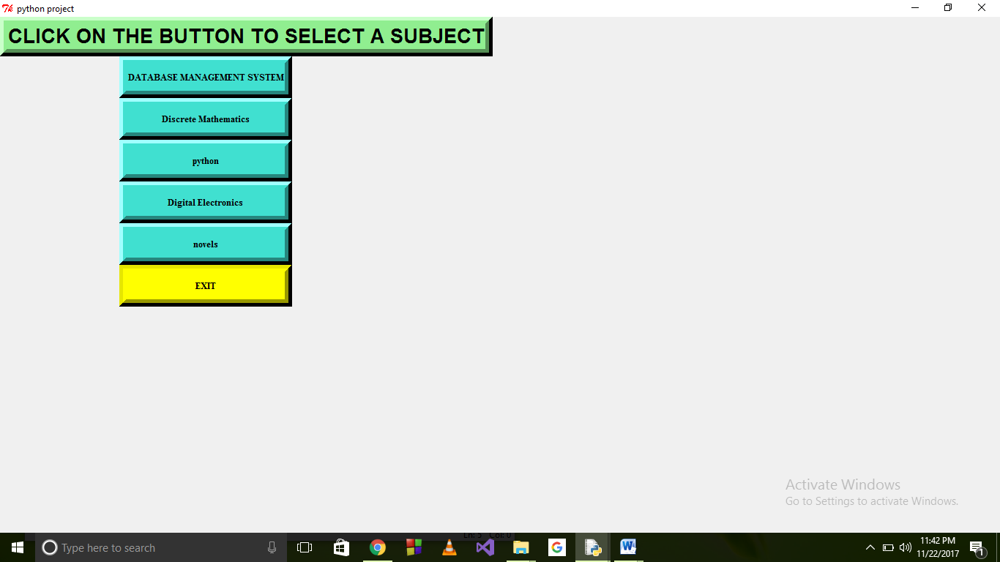 python project
CLICK ON THE BUTTON TO SELECT A SUBJECT
DATABASE MANAGEMENT SYSTEM
Discrete Mathematics
python
Digital Electronics
novels
EXIT
Activate Windows
Go to Settings to activate Windows.
Ln: 5 Col: 0
Type here to search
11:42 PM
11/22/2017
1